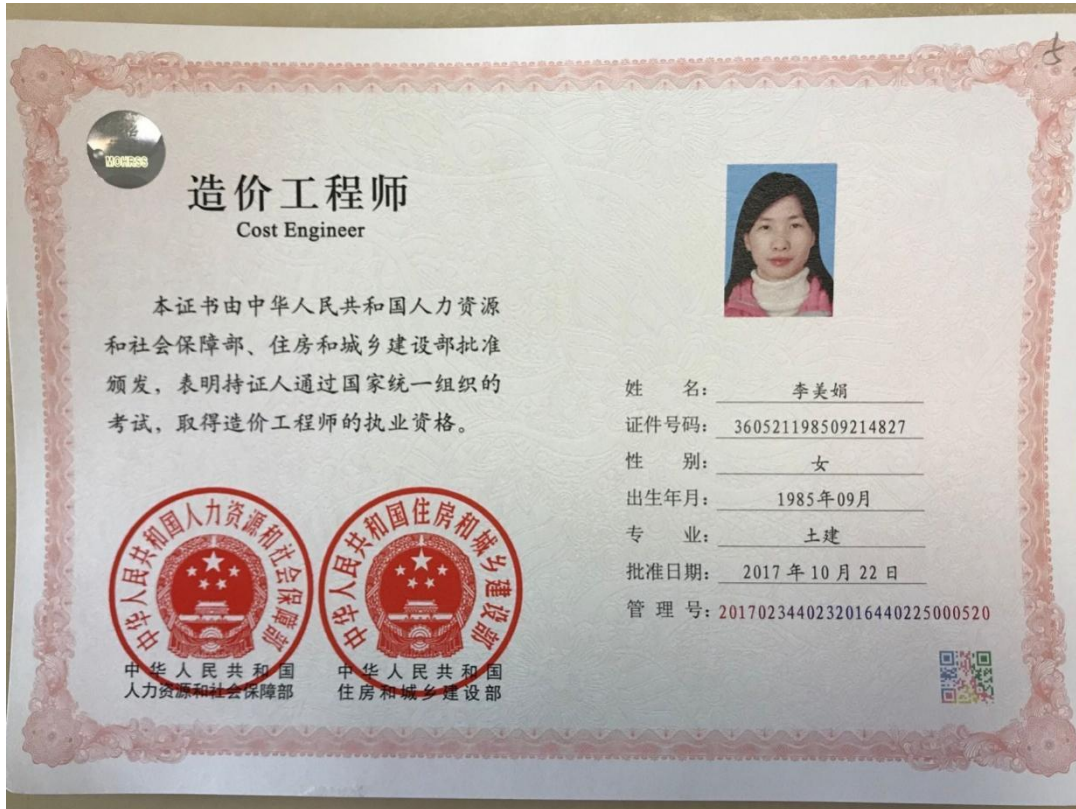 MOHRSS
造价工程师
Cost Engineer
本证书由中华人民共和国人力资源
和社会保障部、住房和城乡建设部批准
颁发，表明持证人通过国家统一组织的
考试，取得造价工程师的执业资格。
中华人民共和国人力资源和社会保障部
中华人民共和国住房和城乡建设部
中华人民共和国
人力资源和社会保障部
中华人民共和国
住房和城乡建设部
姓 名：李美娟
证件号码：360521198509214827
性 别：女
出生年月：1985年09月
专 业：土建
批准日期：2017年10月22日
管 理 号：2017023440232016440225000520